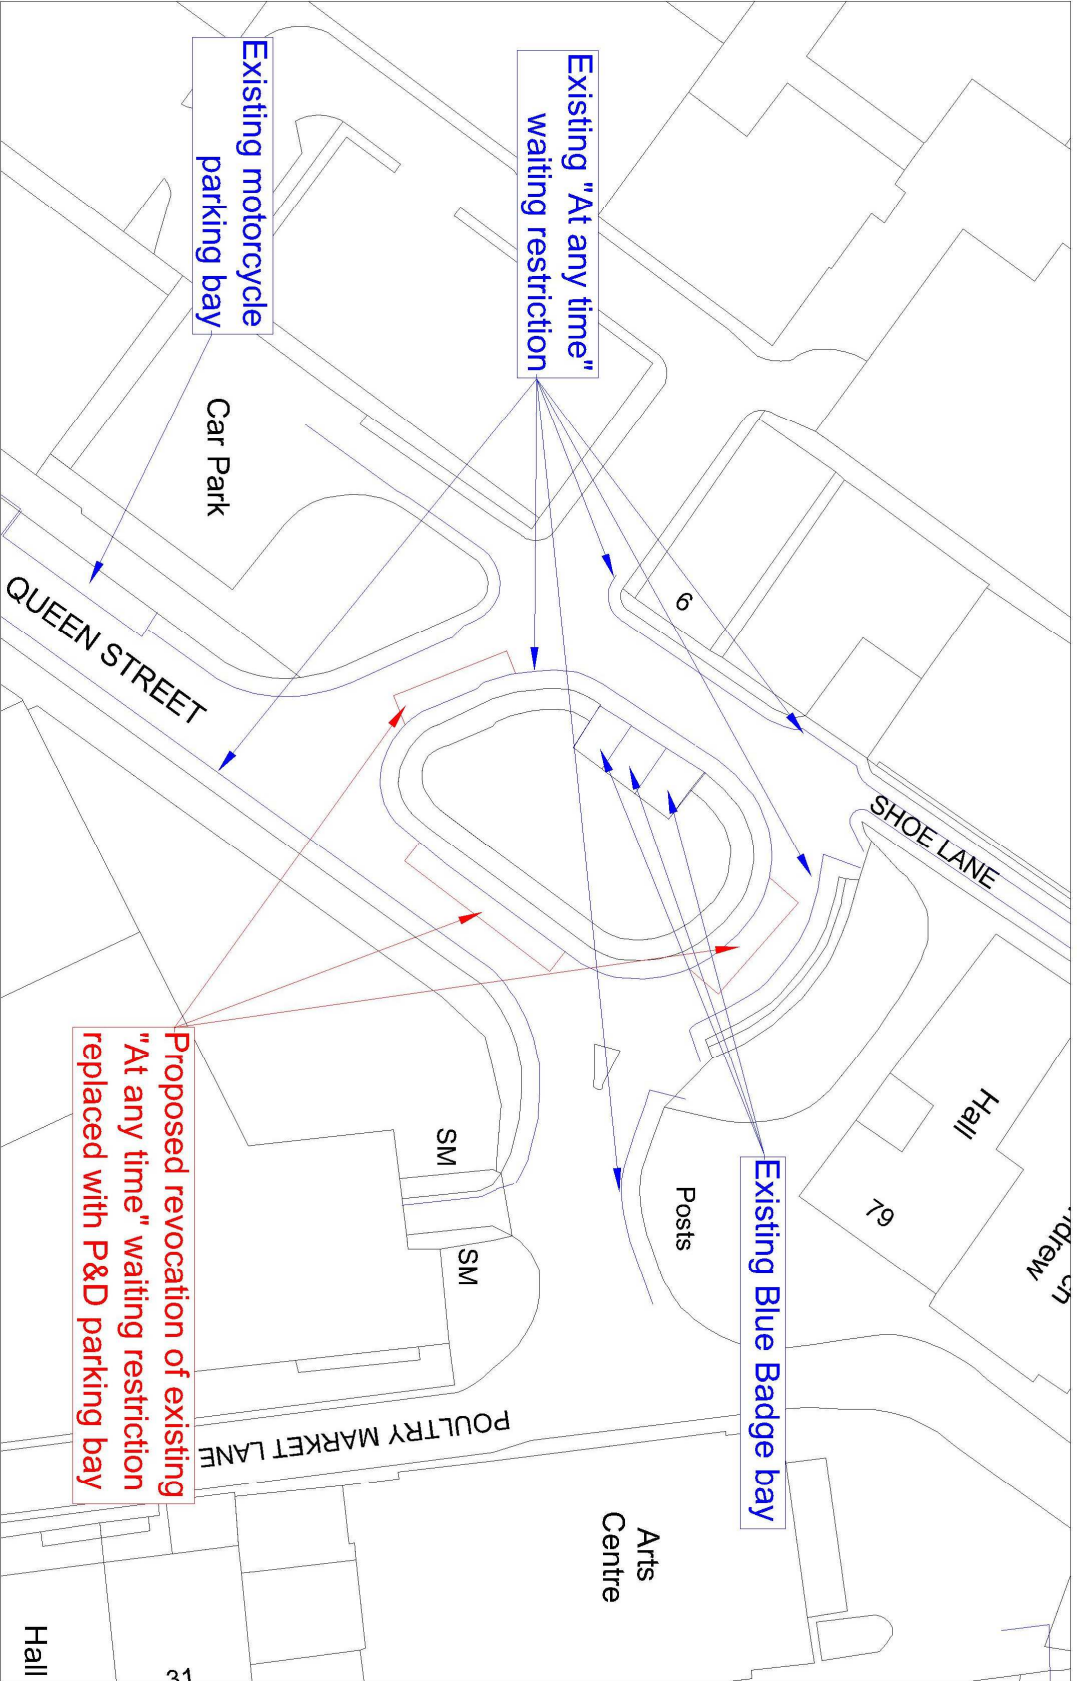 Existing "At any time"
waiting restriction
Existing motorcycle
parking bay
Car Park
QUEEN STREET
6
SHOE LANE
Hall
79
Posts
SM
SM
Existing Blue Badge bay
Proposed revocation of existing
"At any time" waiting restriction
replaced with P&D parking bay
POULTRY MARKET LANE
Arts
Centre
Hall
31